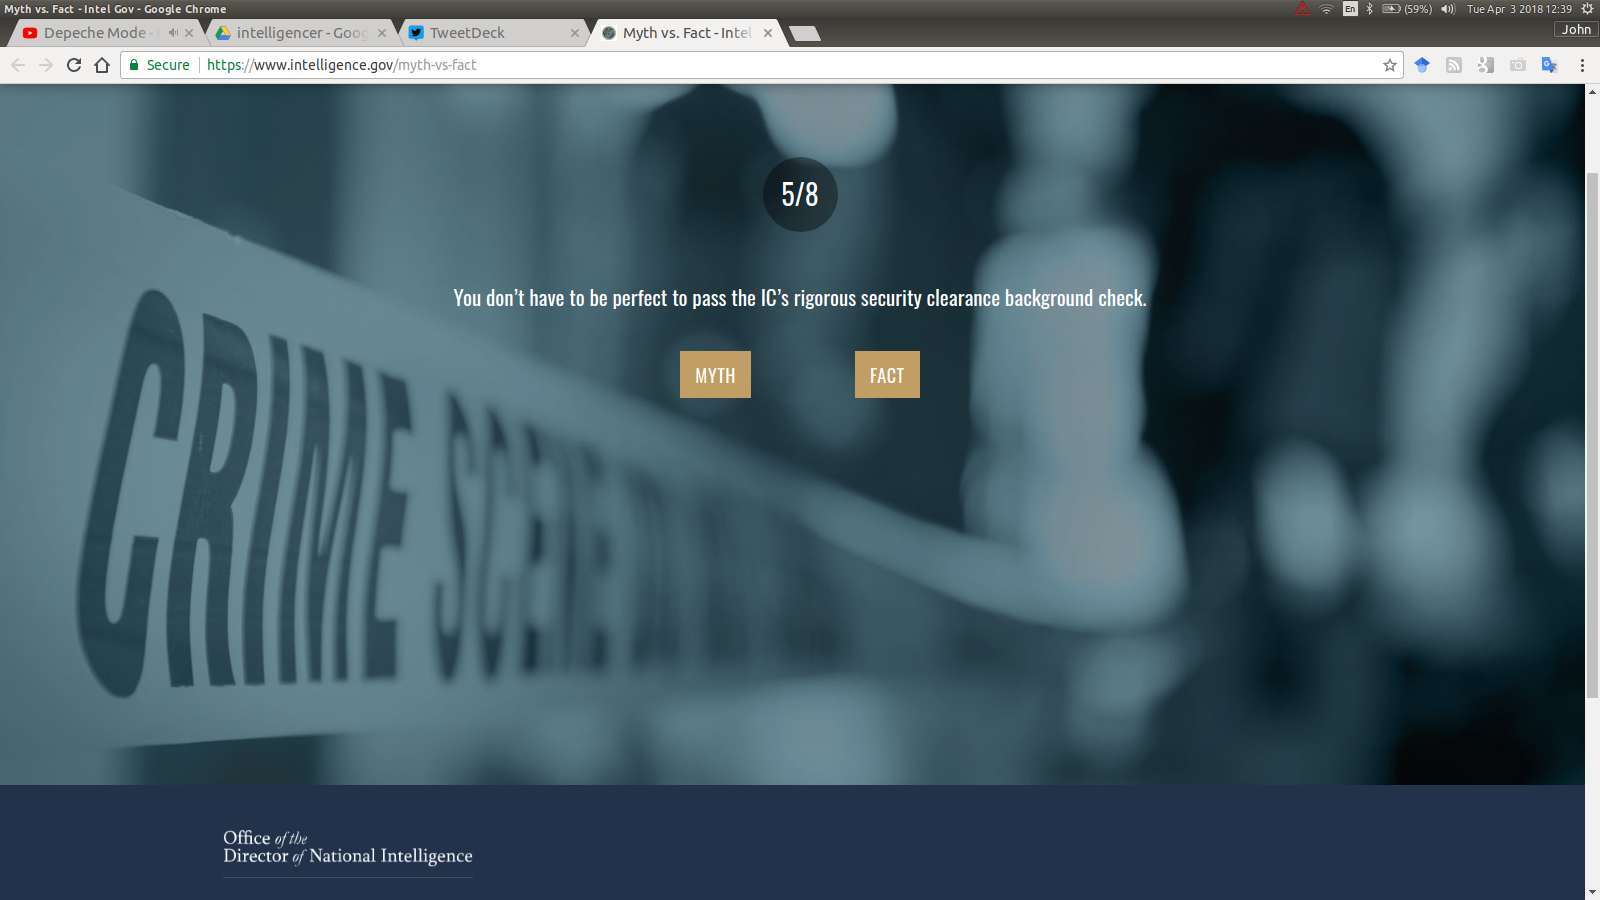 Myth vs. Fact - Intel Gov - Google Chrome
En
(59%)
Tue Apr 3 2018 12:39
Depeche Mode -
intelligencer - Goog
TweetDeck
Myth vs. Fact - Inte
John
Secure
https://www.intelligence.gov/myth-vs-fact
5/8
You don't have to be perfect to pass the IC's rigorous security clearance background check.
MYTH
FACT
CRIME SCENE
Office of the
Director of National Intelligence